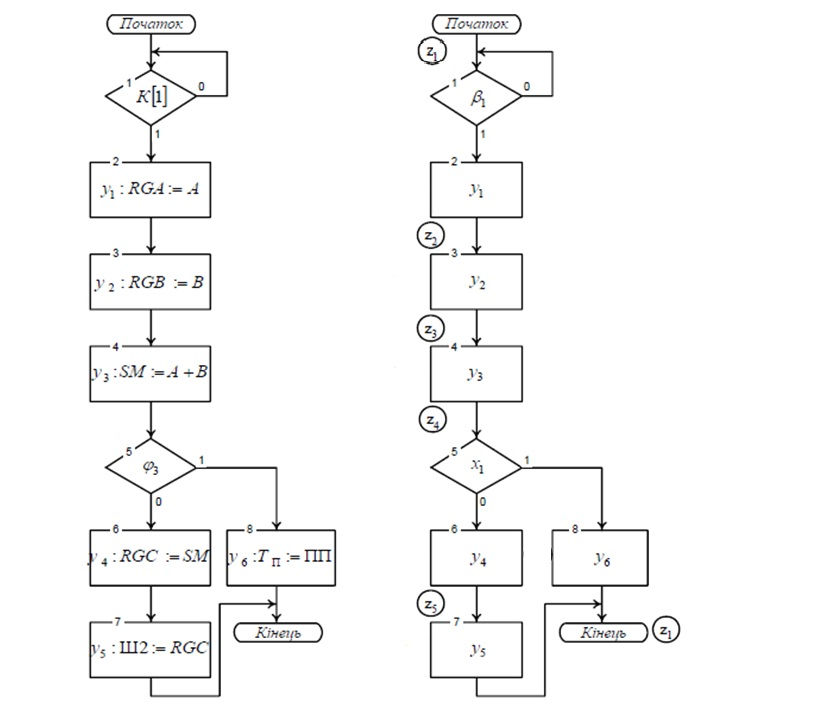 Початок
1
K[1]
0
1
2
y₁ : RGA := A
3
y₂ : RGB := B
4
y₃ : SM := A + B
5
φ₃
1
0
6
y₄ : RGC := SM
8
y₆ : Tп := ПП
7
y₅ : Ш2 := RGC
Кінець
Початок
z₁
1
β₁
0
1
2
y₁
z₂
3
y₂
z₃
4
y₃
z₄
5
x₁
1
0
6
y₄
8
y₆
z₅
7
y₅
Кінець
z₁